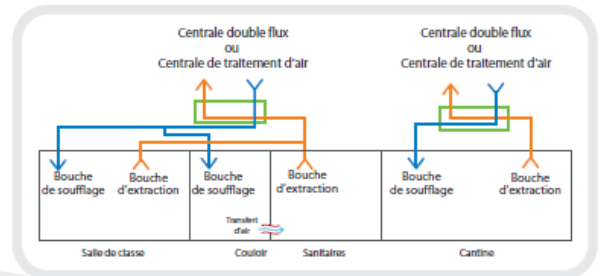 Centrale double flux
ou
Centrale de traitement d'air
Centrale double flux
ou
Centrale de traitement d'air
Bouche
de soufflage
Bouche
d'extraction
Bouche
de soufflage
Bouche
d'extraction
Bouche
de soufflage
Bouche
d'extraction
Transfert
d'air
Salle de classe
Couloir
Sanitaires
Cantine